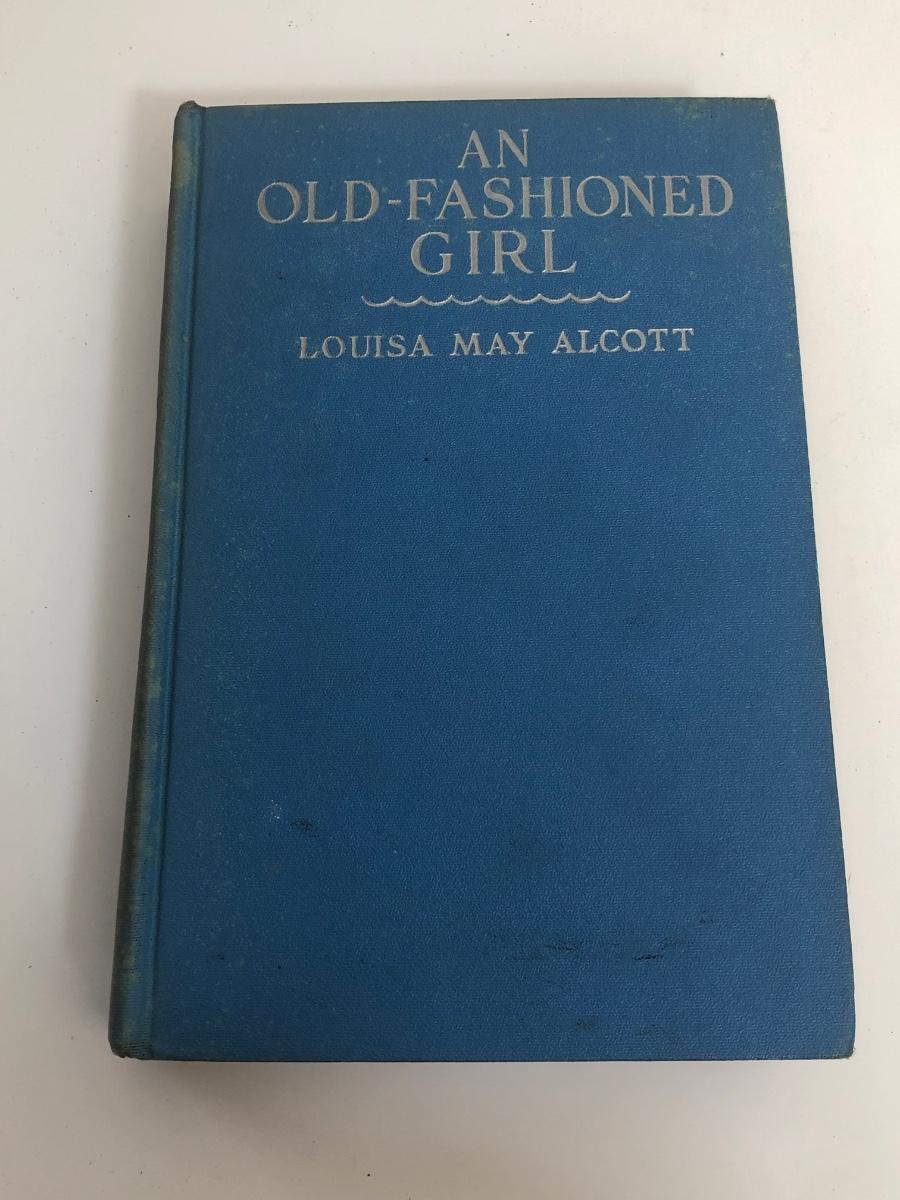 AN
OLD-FASHIONED
GIRL
LOUISA MAY ALCOTT